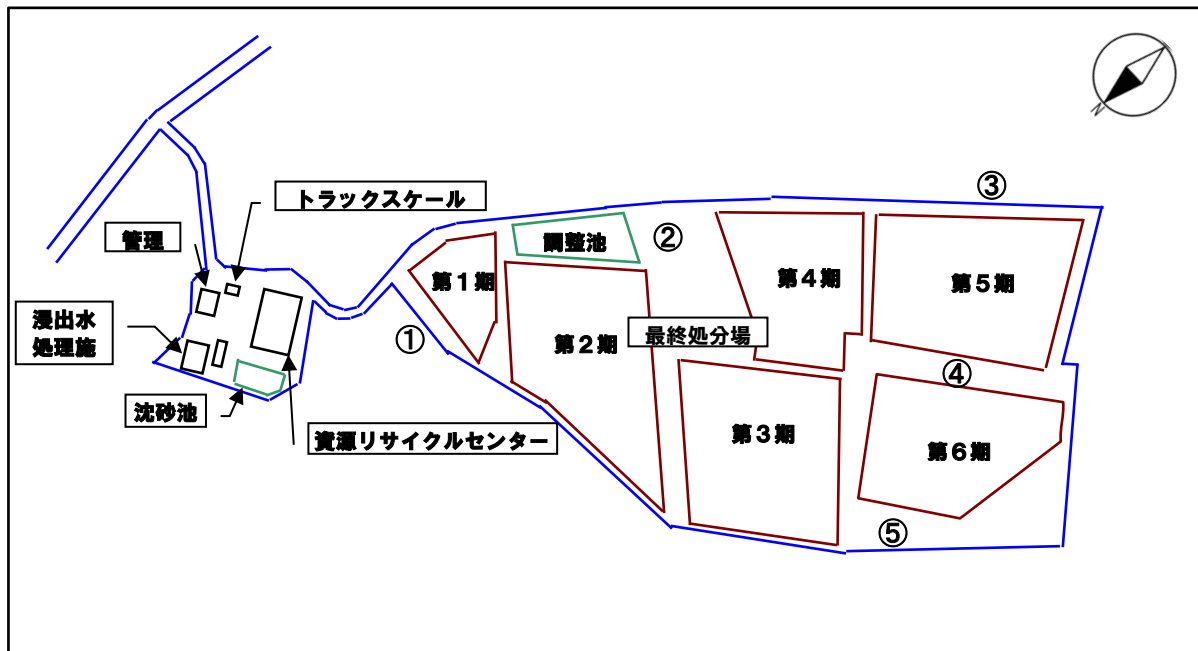 トラックスケール
③
管理
②
調整池
第1期
第4期
第5期
N
浸出水
処理施
①
第2期
最終処分場
④
沈砂池
資源リサイクルセンター
第3期
第6期
⑤